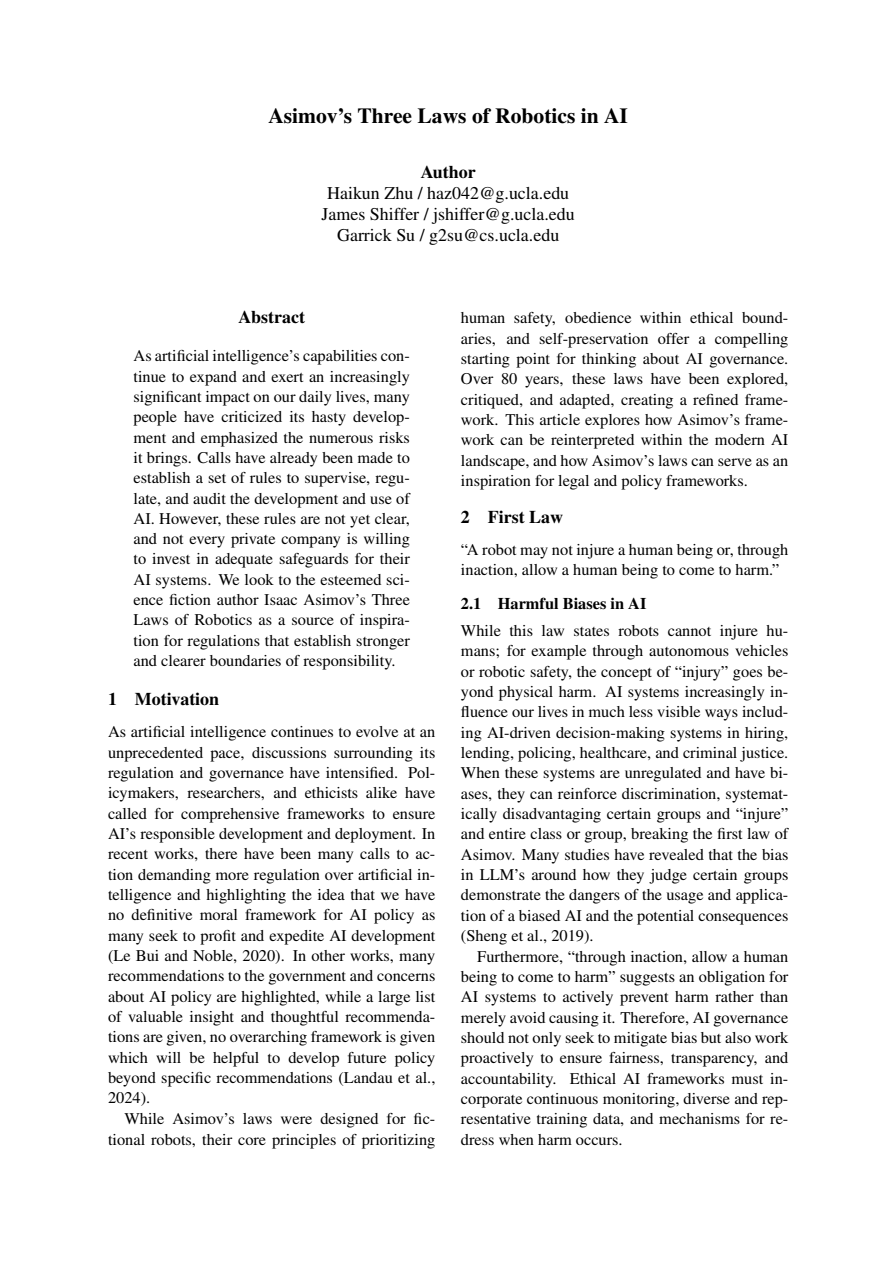 Asimov's Three Laws of Robotics in AI
Author
Haikun Zhu / haz042@g.ucla.edu
James Shiffer / jshiffer@g.ucla.edu
Garrick Su / g2su@cs.ucla.edu
Abstract
As artificial intelligence's capabilities con-
tinue to expand and exert an increasingly
significant impact on our daily lives, many
people have criticized its hasty develop-
ment and emphasized the numerous risks
it brings. Calls have already been made to
establish a set of rules to supervise, regu-
late, and audit the development and use of
AI. However, these rules are not yet clear,
and not every private company is willing
to invest in adequate safeguards for their
AI systems. We look to the esteemed sci-
ence fiction author Isaac Asimov's Three
Laws of Robotics as a source of inspira-
tion for regulations that establish stronger
and clearer boundaries of responsibility.
1 Motivation
As artificial intelligence continues to evolve at an
unprecedented pace, discussions surrounding its
regulation and governance have intensified. Pol-
icymakers, researchers, and ethicists alike have
called for comprehensive frameworks to ensure
AI's responsible development and deployment. In
recent works, there have been many calls to ac-
tion demanding more regulation over artificial in-
telligence and highlighting the idea that we have
no definitive moral framework for AI policy as
many seek to profit and expedite AI development
(Le Bui and Noble, 2020). In other works, many
recommendations to the government and concerns
about AI policy are highlighted, while a large list
of valuable insight and thoughtful recommenda-
tions are given, no overarching framework is given
which will be helpful to develop future policy
beyond specific recommendations (Landau et al.,
2024).
While Asimov's laws were designed for fic-
tional robots, their core principles of prioritizing
human safety, obedience within ethical bound-
aries, and self-preservation offer a compelling
starting point for thinking about AI governance.
Over 80 years, these laws have been explored,
critiqued, and adapted, creating a refined frame-
work. This article explores how Asimov's frame-
work can be reinterpreted within the modern AI
landscape, and how Asimov's laws can serve as an
inspiration for legal and policy frameworks.
2 First Law
"A robot may not injure a human being or, through
inaction, allow a human being to come to harm."
2.1 Harmful Biases in AI
While this law states robots cannot injure hu-
mans; for example through autonomous vehicles
or robotic safety, the concept of "injury" goes be-
yond physical harm. AI systems increasingly in-
fluence our lives in much less visible ways includ-
ing AI-driven decision-making systems in hiring,
lending, policing, healthcare, and criminal justice.
When these systems are unregulated and have bi-
ases, they can reinforce discrimination, systemat-
ically disadvantaging certain groups and "injure"
and entire class or group, breaking the first law of
Asimov. Many studies have revealed that the bias
in LLM's around how they judge certain groups
demonstrate the dangers of the usage and applica-
tion of a biased AI and the potential consequences
(Sheng et al., 2019).
Furthermore, "through inaction, allow a human
being to come to harm" suggests an obligation for
AI systems to actively prevent harm rather than
merely avoid causing it. Therefore, AI governance
should not only seek to mitigate bias but also work
proactively to ensure fairness, transparency, and
accountability. Ethical AI frameworks must in-
corporate continuous monitoring, diverse and rep-
resentative training data, and mechanisms for re-
dress when harm occurs.